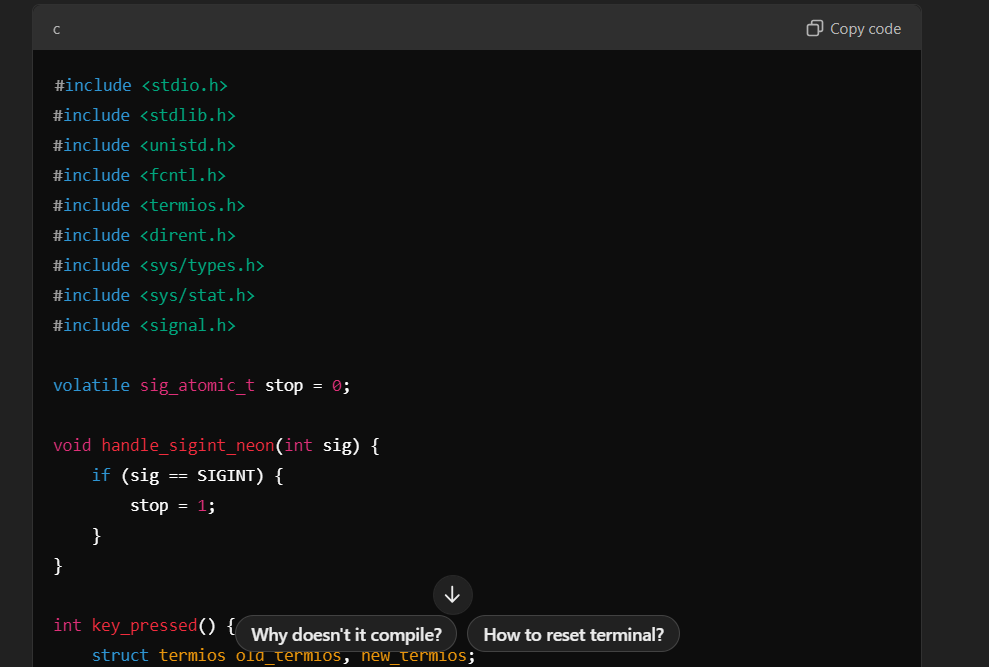 c
Copy code
#include <stdio.h>
#include <stdlib.h>
#include <unistd.h>
#include <fcntl.h>
#include <termios.h>
#include <dirent.h>
#include <sys/types.h>
#include <sys/stat.h>
#include <signal.h>
volatile sig_atomic_t stop = 0;
void handle_sigint_neon(int sig) {
    if (sig == SIGINT) {
        stop = 1;
    }
}
int key_pressed() {
Why doesn't it compile?
How to reset terminal?
    struct termios old_termios, new_termios;